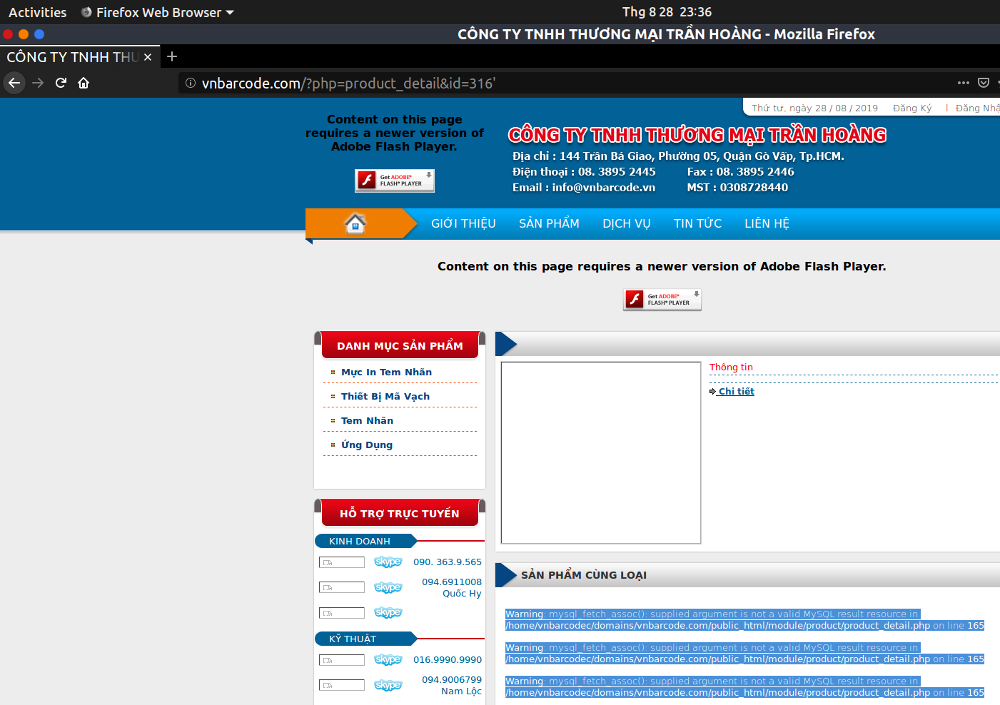 Activities
Firefox Web Browser
Thg 8 28 23:36
CÔNG TY TNHH THƯƠNG MẠI TRẦN HOÀNG - Mozilla Firefox
CÔNG TY TNHH THƯ
vnbarcode.com/?php=product_detail&id=316'
Thứ tư, ngày 28 / 08 / 2019
Đăng Ký
| Đăng Nhậ
Content on this page
requires a newer version of
Adobe Flash Player.
Get ADOBE®
FLASH® PLAYER
CÔNG TY TNHH THƯƠNG MẠI TRẦN HOÀNG
Địa chỉ : 144 Trần Bá Giao, Phường 05, Quận Gò Vấp, Tp.HCM.
Điện thoại : 08. 3895 2445 Fax : 08. 3895 2446
Email : info@vnbarcode.vn MST : 0308728440
GIỚI THIỆU SẢN PHẨM DỊCH VỤ TIN TỨC LIÊN HỆ
Content on this page requires a newer version of Adobe Flash Player.
Get ADOBE®
FLASH® PLAYER
DANH MỤC SẢN PHẨM
Mực In Tem Nhãn
Thiết Bị Mã Vạch
Tem Nhãn
Ứng Dụng
HỖ TRỢ TRỰC TUYẾN
KINH DOANH
skype 090. 363.9.565
skype 094.6911008
Quốc Hy
skype
KỸ THUẬT
skype 016.9990.9990
skype 094.9006799
Nam Lộc
Thông tin
Chi tiết
SẢN PHẨM CÙNG LOẠI
Warning: mysql_fetch_assoc(): supplied argument is not a valid MySQL result resource in
/home/vnbarcodec/domains/vnbarcode.com/public_html/module/product/product_detail.php on line 165
Warning: mysql_fetch_assoc(): supplied argument is not a valid MySQL result resource in
/home/vnbarcodec/domains/vnbarcode.com/public_html/module/product/product_detail.php on line 165
Warning: mysql_fetch_assoc(): supplied argument is not a valid MySQL result resource in
/home/vnbarcodec/domains/vnbarcode.com/public_html/module/product/product_detail.php on line 165